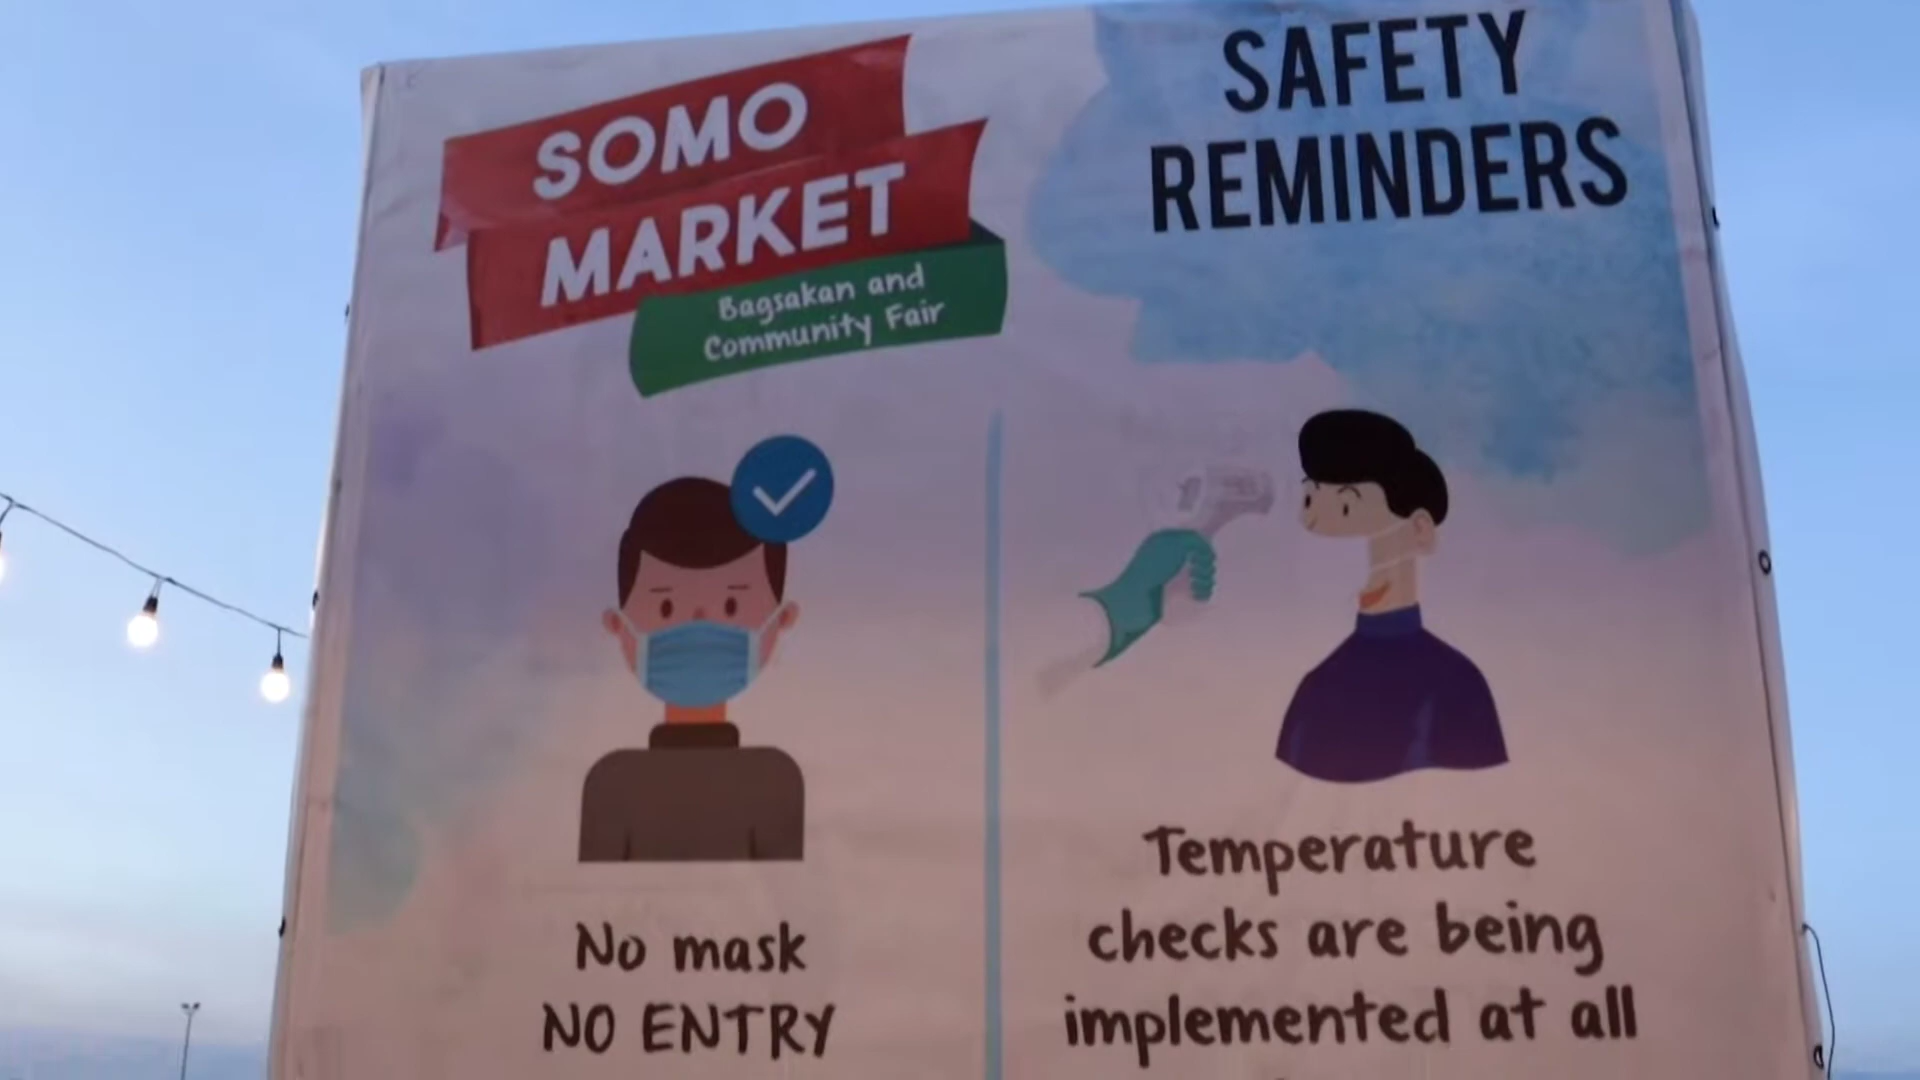 SOMO
MARKET
Bagsakan and
Community Fair
SAFETY
REMINDERS
No mask
NO ENTRY
Temperature
checks are being
implemented at all